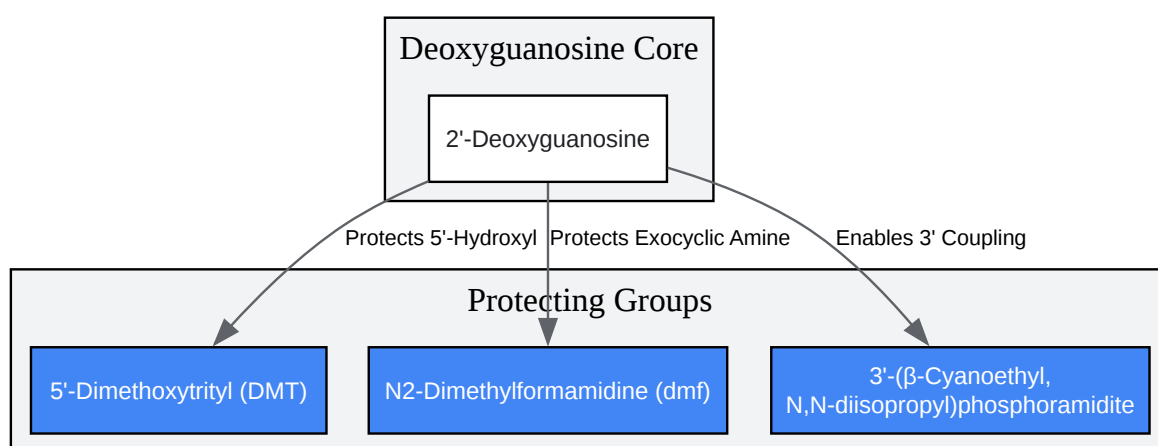 Deoxyguanosine Core
2'-Deoxyguanosine
Protects 5'-Hydroxyl
Protects Exocyclic Amine
Enables 3' Coupling
Protecting Groups
5'-Dimethoxytrityl (DMT)
N2-Dimethylformamidine (dmf)
3'-(β-Cyanoethyl,
N,N-diisopropyl)phosphoramidite